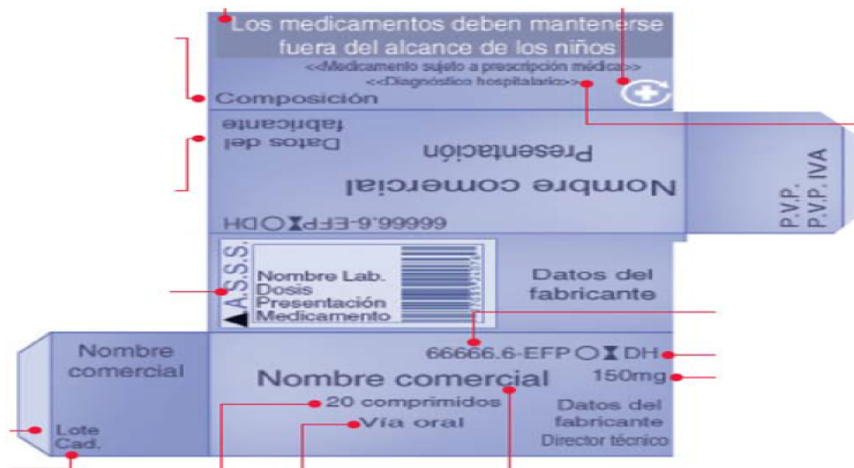 Los medicamentos deben mantenerse
fuera del alcance de los niños
<<Medicamento sujeto a prescripción médica>>
<<Diagnóstico hospitalario>>
Composición
Datos del
fabricante
Presentación
Nombre comercial
66666.6-EFP DH
P.V.P.
P.V.P. IVA
A.S.S.S.
Nombre Lab.
Dosis
Presentación
Medicamento
Datos del
fabricante
Nombre
comercial
Lote
Cad.
66666.6-EFP DH
Nombre comercial
150mg
20 comprimidos
Vía oral
Datos del
fabricante
Director técnico